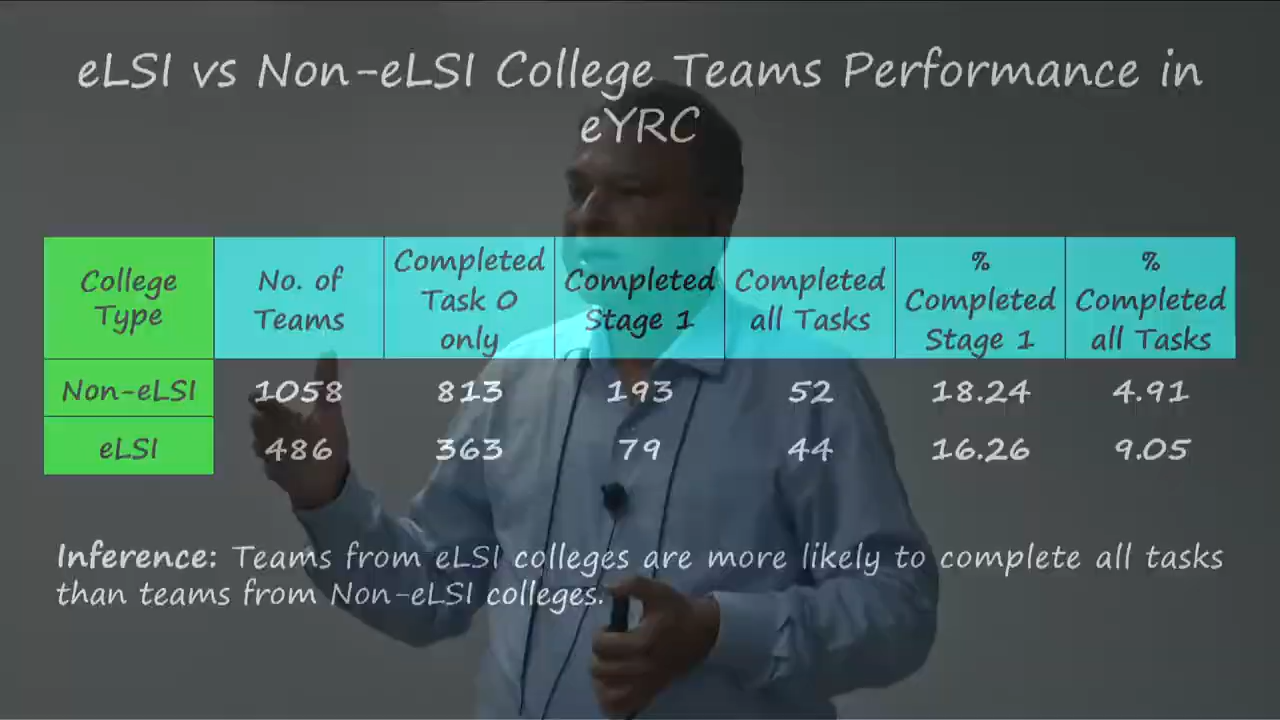 eLSI vs Non-eLSI College Teams Performance in
eYRC
College Type | No. of Teams | Completed Task 0 only | Completed Stage 1 | Completed all Tasks | % Completed Stage 1 | % Completed all Tasks
Non-eLSI | 1058 | 813 | 193 | 52 | 18.24 | 4.91
eLSI | 486 | 363 | 79 | 44 | 16.26 | 9.05
Inference: Teams from eLSI colleges are more likely to complete all tasks
than teams from Non-eLSI colleges.